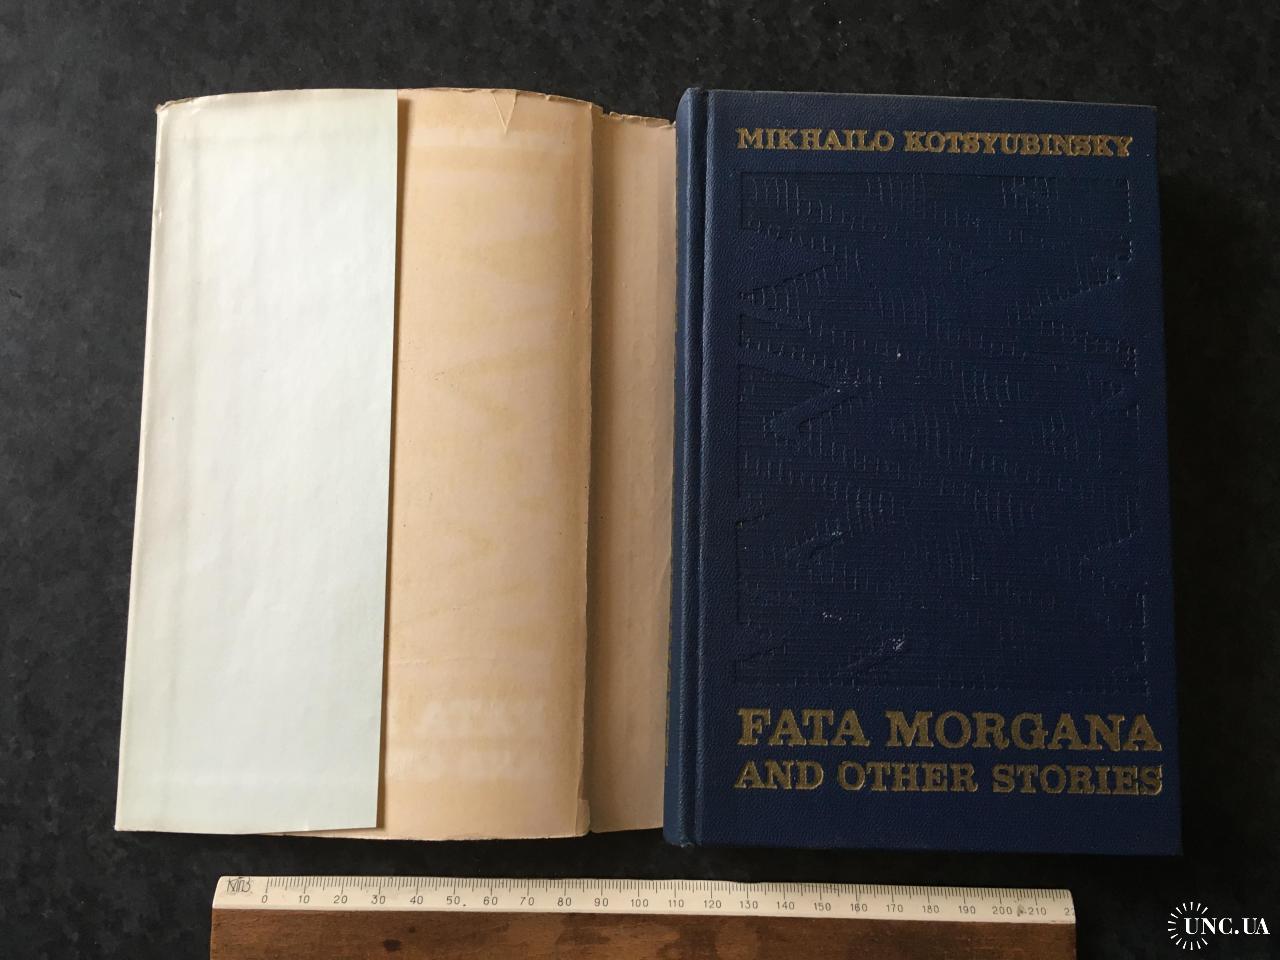 MIKHAILO KOTSYUBINSKY
FATA MORGANA
AND OTHER STORIES
0 10 20 30 40 50 60 70 80 90 100 110 120 130 150 160 170 180 190 200 210
UNC.UA